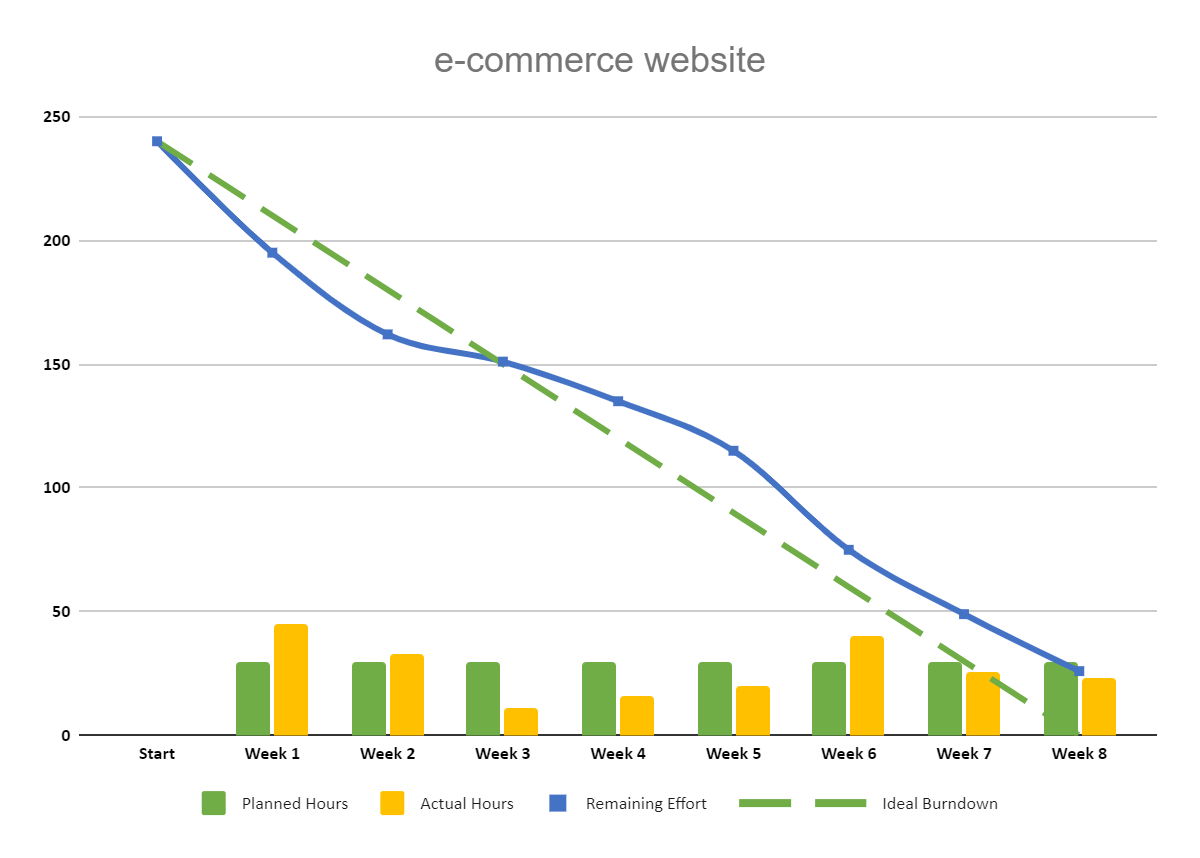 e-commerce website
250
200
150
100
50
0
Start Week 1 Week 2 Week 3 Week 4 Week 5 Week 6 Week 7 Week 8
Planned Hours Actual Hours Remaining Effort Ideal Burndown